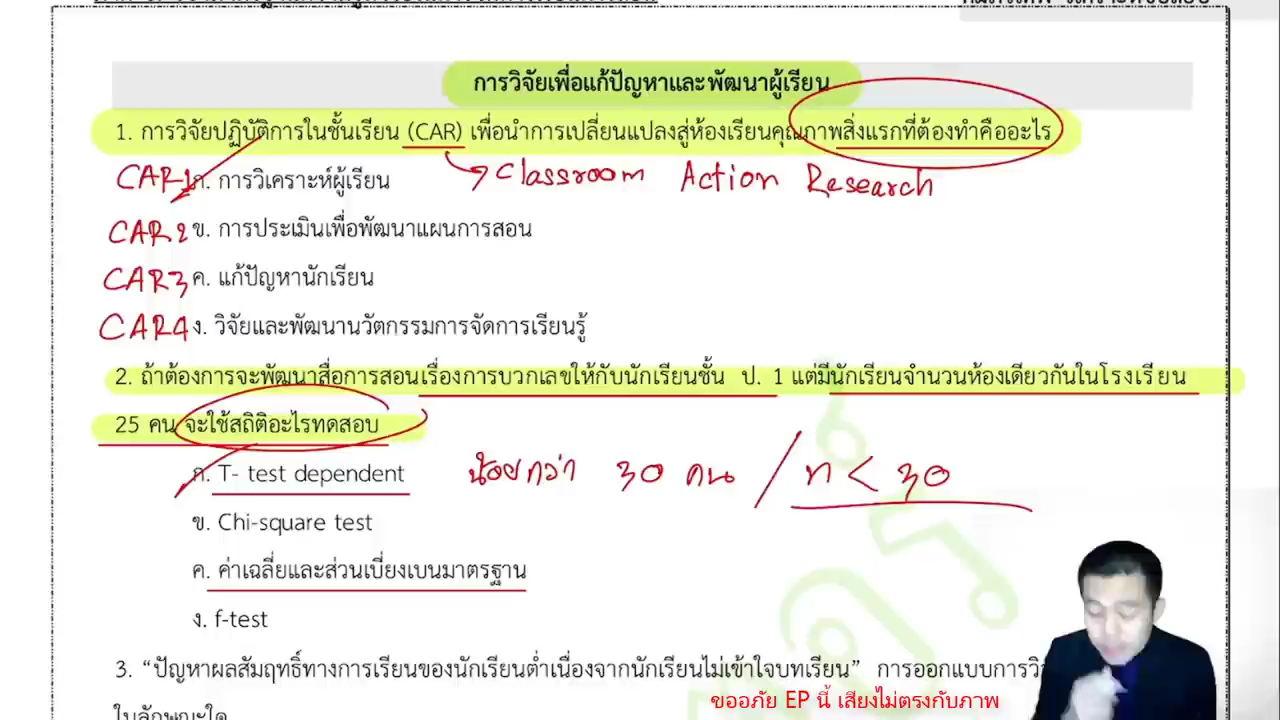 การวิจัยเพื่อแก้ปัญหาและพัฒนาผู้เรียน
1. การวิจัยปฏิบัติการในชั้นเรียน (CAR) เพื่อนำการเปลี่ยนแปลงสู่ห้องเรียนคุณภาพสิ่งแรกที่ต้องทำคืออะไร
CAR1 ก. การวิเคราะห์ผู้เรียน Classroom Action Research
CAR2 ข. การประเมินเพื่อพัฒนาแผนการสอน
CAR3 ค. แก้ปัญหานักเรียน
CAR4 ง. วิจัยและพัฒนานวัตกรรมการจัดการเรียนรู้
2. ถ้าต้องการจะพัฒนาสื่อการสอนเรื่องการบวกเลขให้กับนักเรียนชั้น ป. 1 แต่มีนักเรียนจำนวนห้องเดียวกันในโรงเรียน
25 คน จะใช้สถิติอะไรทดสอบ
ก. T- test dependent น้อยกว่า 30 คน / n < 30
ข. Chi-square test
ค. ค่าเฉลี่ยและส่วนเบี่ยงเบนมาตรฐาน
ง. f-test
3. “ปัญหาผลสัมฤทธิ์ทางการเรียนของนักเรียนต่ำเนื่องจากนักเรียนไม่เข้าใจบทเรียน” การออกแบบการวิ
ขออภัย EP นี้ เสียงไม่ตรงกับภาพ
ในลักษณะใด